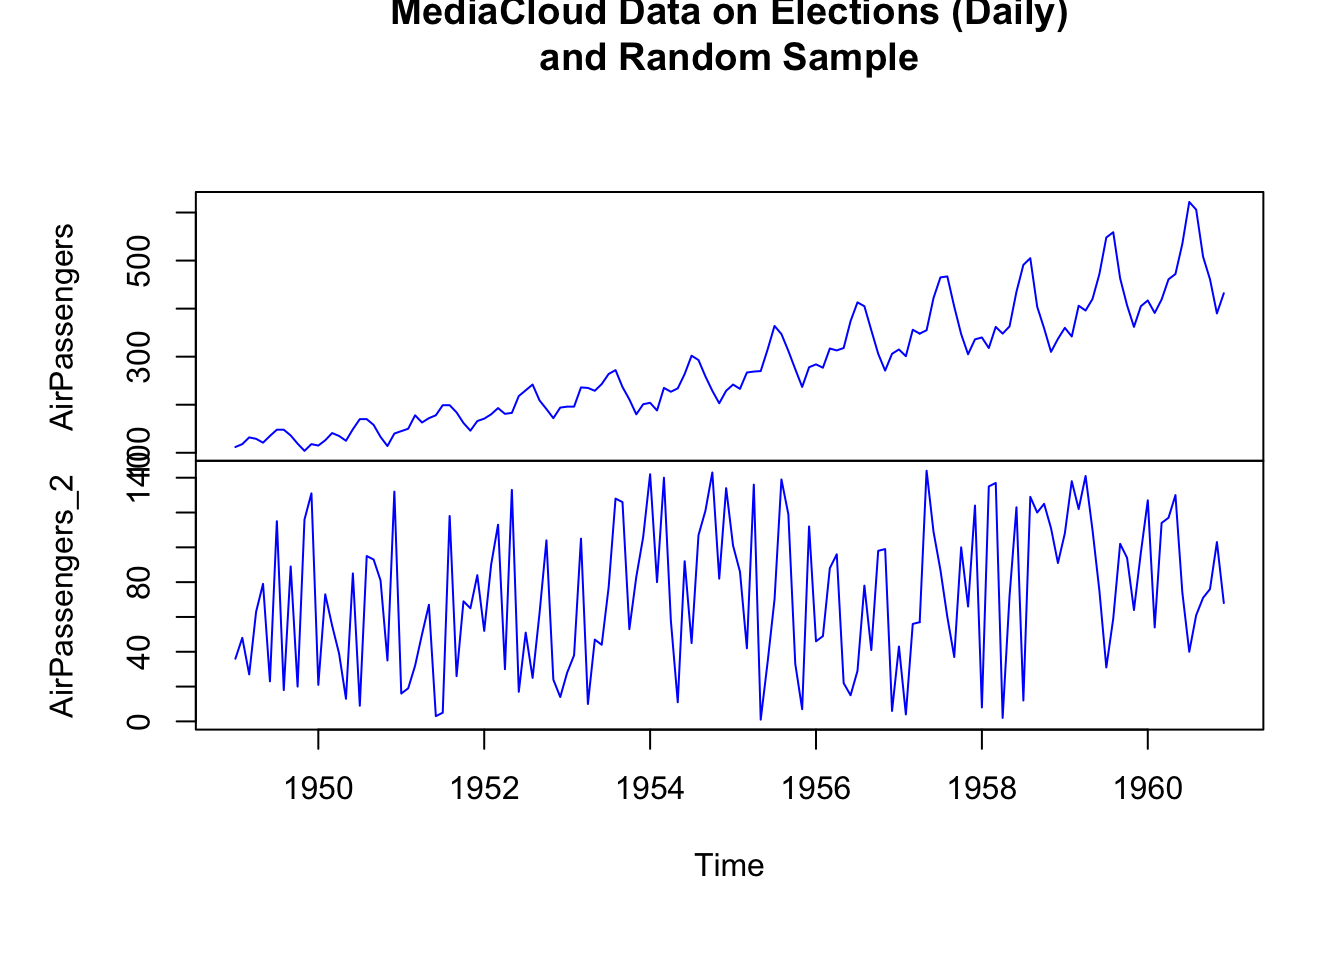 MediaCloud Data on Elections (Daily)
and Random Sample
AirPassengers
500
300
100
AirPassengers_2
140
80
40
0
1950 1952 1954 1956 1958 1960
Time